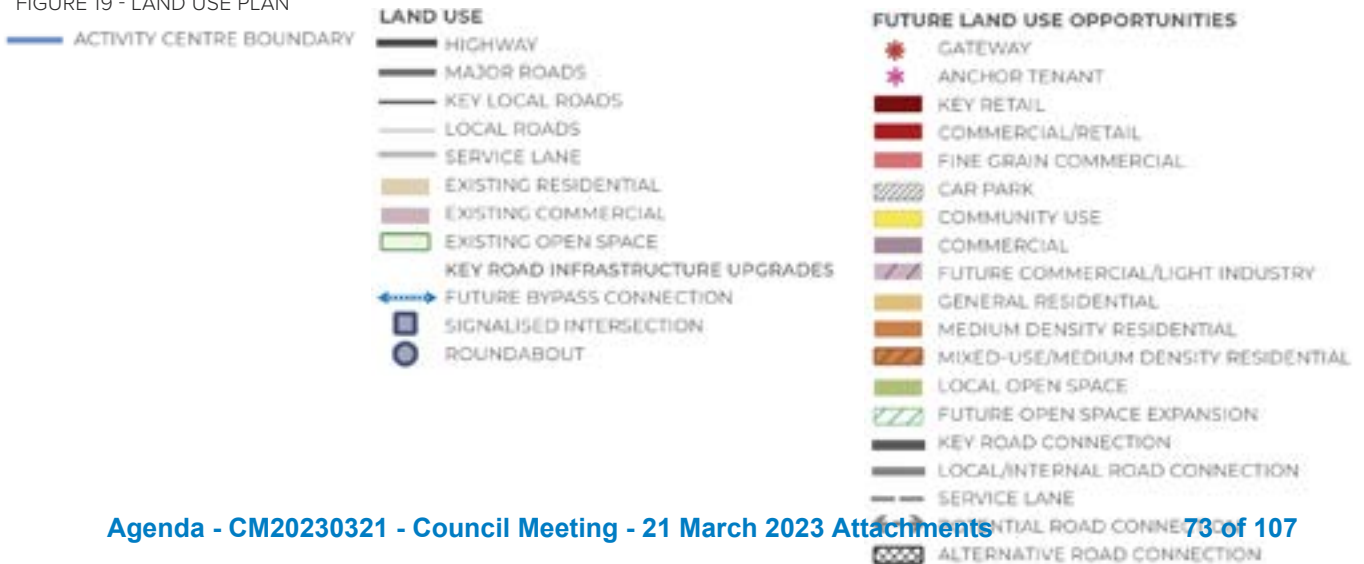 FIGURE 19 - LAND USE PLAN
ACTIVITY CENTRE BOUNDARY
LAND USE
HIGHWAY
MAJOR ROADS
KEY LOCAL ROADS
LOCAL ROADS
SERVICE LANE
EXISTING RESIDENTIAL
EXISTING COMMERCIAL
EXISTING OPEN SPACE
KEY ROAD INFRASTRUCTURE UPGRADES
FUTURE BYPASS CONNECTION
SIGNALISED INTERSECTION
ROUNDABOUT
FUTURE LAND USE OPPORTUNITIES
GATEWAY
ANCHOR TENANT
KEY RETAIL
COMMERCIAL/RETAIL
FINE GRAIN COMMERCIAL
CAR PARK
COMMUNITY USE
COMMERCIAL
FUTURE COMMERCIAL/LIGHT INDUSTRY
GENERAL RESIDENTIAL
MEDIUM DENSITY RESIDENTIAL
MIXED-USE/MEDIUM DENSITY RESIDENTIAL
LOCAL OPEN SPACE
FUTURE OPEN SPACE EXPANSION
KEY ROAD CONNECTION
LOCAL/INTERNAL ROAD CONNECTION
SERVICE LANE
POTENTIAL ROAD CONNECTION
ALTERNATIVE ROAD CONNECTION
Agenda - CM20230321 - Council Meeting - 21 March 2023 Attachments 73 of 107